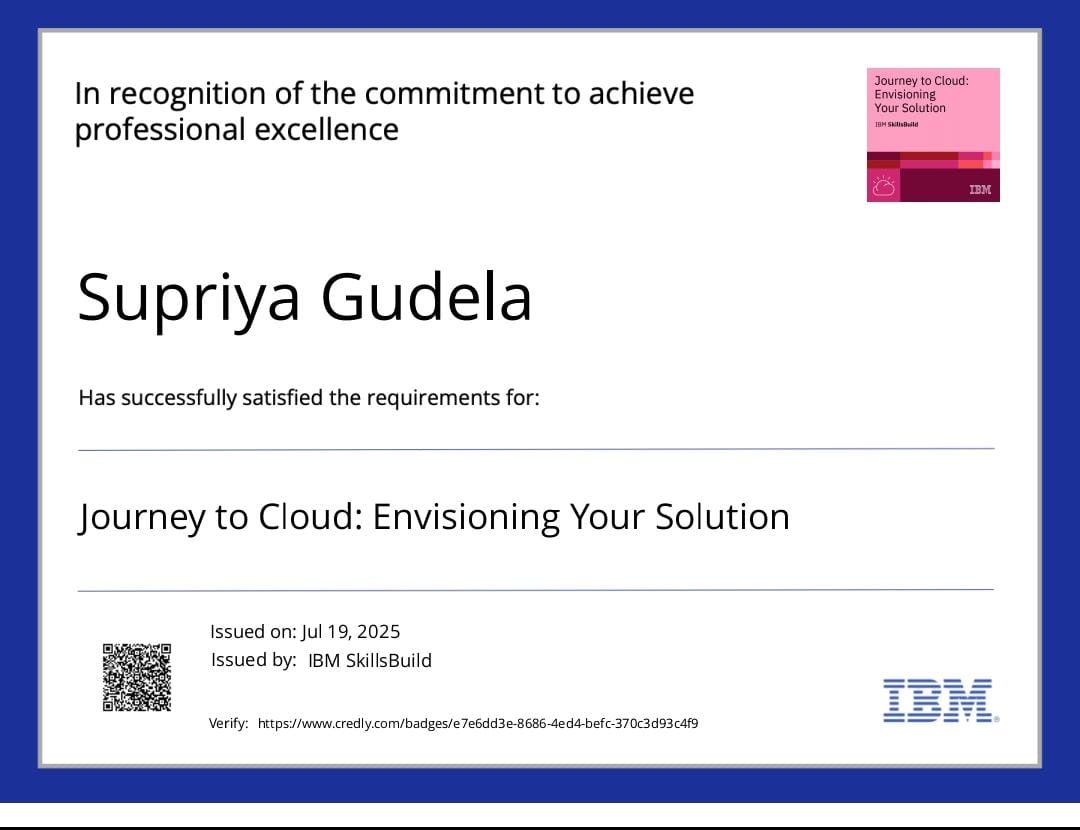 In recognition of the commitment to achieve
professional excellence
Journey to Cloud:
Envisioning
Your Solution
IBM SkillsBuild
IBM
Supriya Gudela
Has successfully satisfied the requirements for:
Journey to Cloud: Envisioning Your Solution
Issued on: Jul 19, 2025
Issued by: IBM SkillsBuild
Verify: https://www.credly.com/badges/e7e6dd3e-8686-4ed4-befc-370c3d93c4f9
IBM®